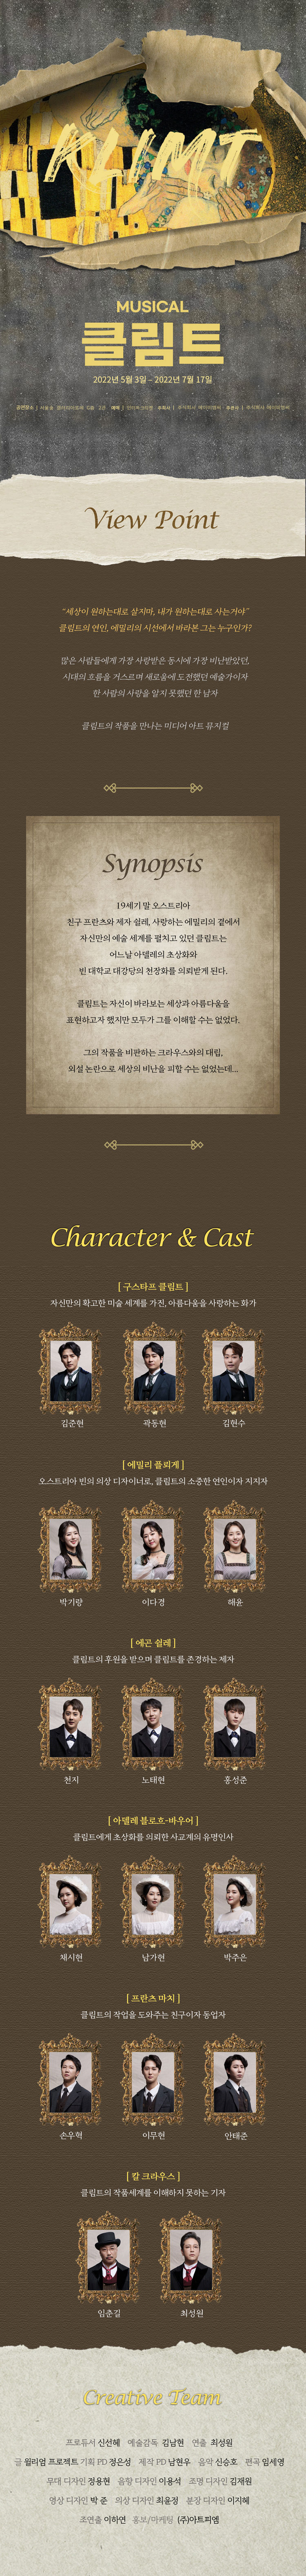 KLIMT
MUSICAL
클림트
2022년 5월 3일 – 2022년 7월 17일
View Point
“세상이 원하는대로 살지마, 내가 원하는대로 사는거야”
클림트의 연인, 에밀리의 시선에서 바라본 그는 누구인가?
많은 사람들에게 가장 사랑받은 동시에 가장 비난받았던,
시대의 흐름을 거스르며 새로움에 도전했던 예술가이자
한 사람의 사랑을 알지 못했던 한 남자
클림트의 작품을 만나는 미디어 아트 뮤지컬
Synopsis
19세기 말 오스트리아
친구 프란츠와 제자 쉴레, 사랑하는 에밀리의 곁에서
자신만의 예술 세계를 펼치고 있던 클림트는
어느날 아델레의 초상화와
빈 대학교 대강당의 천장화를 의뢰받게 된다.
클림트는 자신이 바라보는 세상과 아름다움을
표현하고자 했지만 모두가 그를 이해할 수는 없었다.
그의 작품을 비판하는 크라우스와의 대립,
외설 논란으로 세상의 비난을 피할 수는 없었는데...
Character & Cast
[ 구스타프 클림트 ]
자신만의 확고한 미술 세계를 가진, 아름다움을 사랑하는 화가
김준현 곽동현 김현수
[ 에밀리 플뢰게 ]
오스트리아 빈의 의상 디자이너로, 클림트의 소중한 연인이자 지지자
박기량 이다경 해윤
[ 에곤 쉴레 ]
클림트의 후원을 받으며 클림트를 존경하는 제자
천지 노태현 홍성준
[ 아델레 블로흐-바우어 ]
클림트에게 초상화를 의뢰한 사교계의 유명인사
채시현 남가현 박주은
[ 프란츠 마치 ]
클림트의 작업을 도와주는 친구이자 동업자
손우혁 이무현 안태준
[ 칼 크라우스 ]
클림트의 작품세계를 이해하지 못하는 기자
임춘길 최성원
Creative Team
프로듀서 신선혜 예술감독 김남현 연출 최성원
글 윌리엄 프로젝트 기획 PD 정은성 제작 PD 남현우 음악 신승호 편곡 임세영
무대 디자인 정용현 음향 디자인 이용석 조명 디자인 김재원
영상 디자인 박 준 의상 디자인 최윤정 분장 디자인 이지혜
조연출 이하연 홍보/마케팅 (주)아트피엠